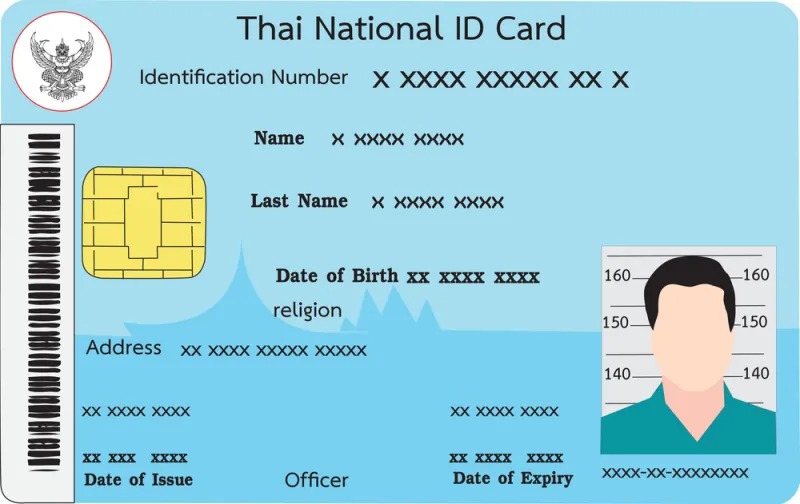 Thai National ID Card
Identification Number X XXXX XXXXX XX X
Name X XXXX XXXX
Last Name X XXXX XXXX
Date of Birth XX XXXX XXXX
religion
Address XX XXXX XXXXX XXXXX
160 160
150 150
140 140
XX XXXX XXXX XX XXXX XXXX
XX XXX XXXX XX XXXX XXXX
Date of Issue Officer Date of Expiry
XXXX-XX-XXXXXXXX